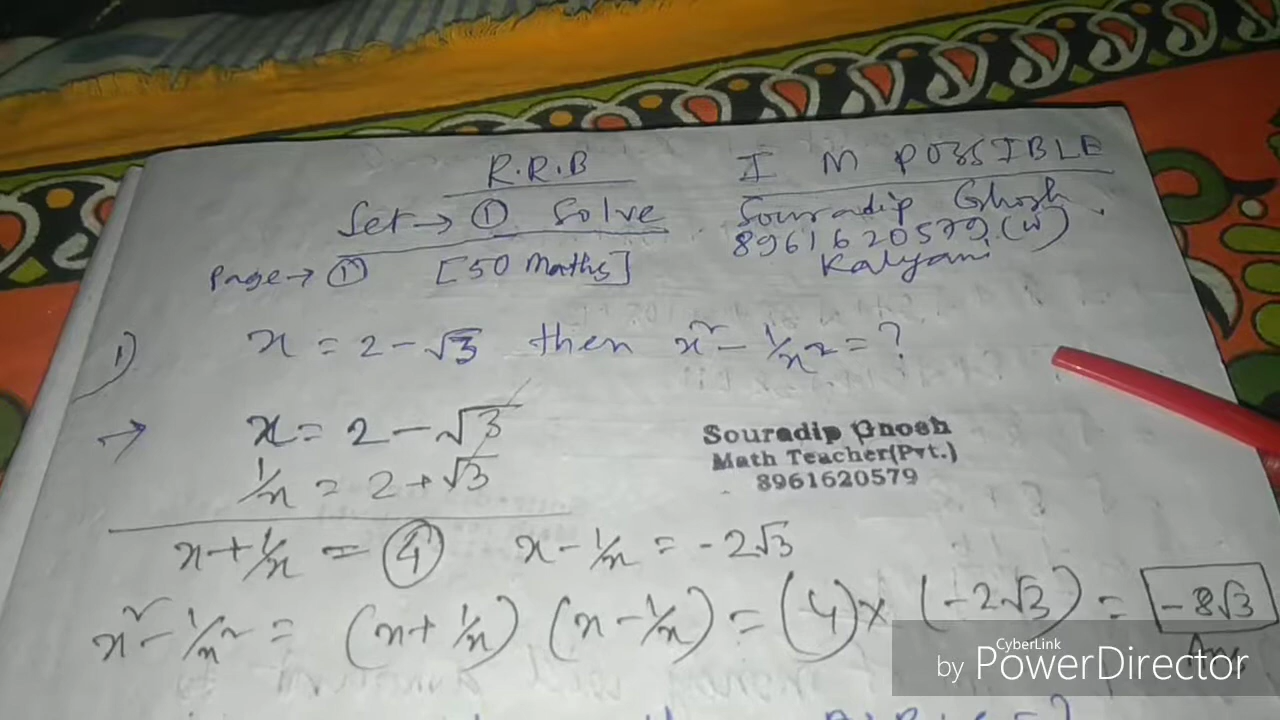 R.R.B
Set→ ① Solve
Page→ ① [50 Maths]
I M POSSIBLE
Souradip Ghosh
8961620579 (W)
Kalyani
1) x = 2 - √3 then x² - 1/x² = ?
→ x = 2 - √3
1/x = 2 + √3
x + 1/x = ④ x - 1/x = -2√3
x² - 1/x² = (x + 1/x) (x - 1/x) = (4) × (-2√3) = -8√3
Ans
Souradip Ghosh
Math Teacher(Pvt.)
8961620579
CyberLink
by PowerDirector